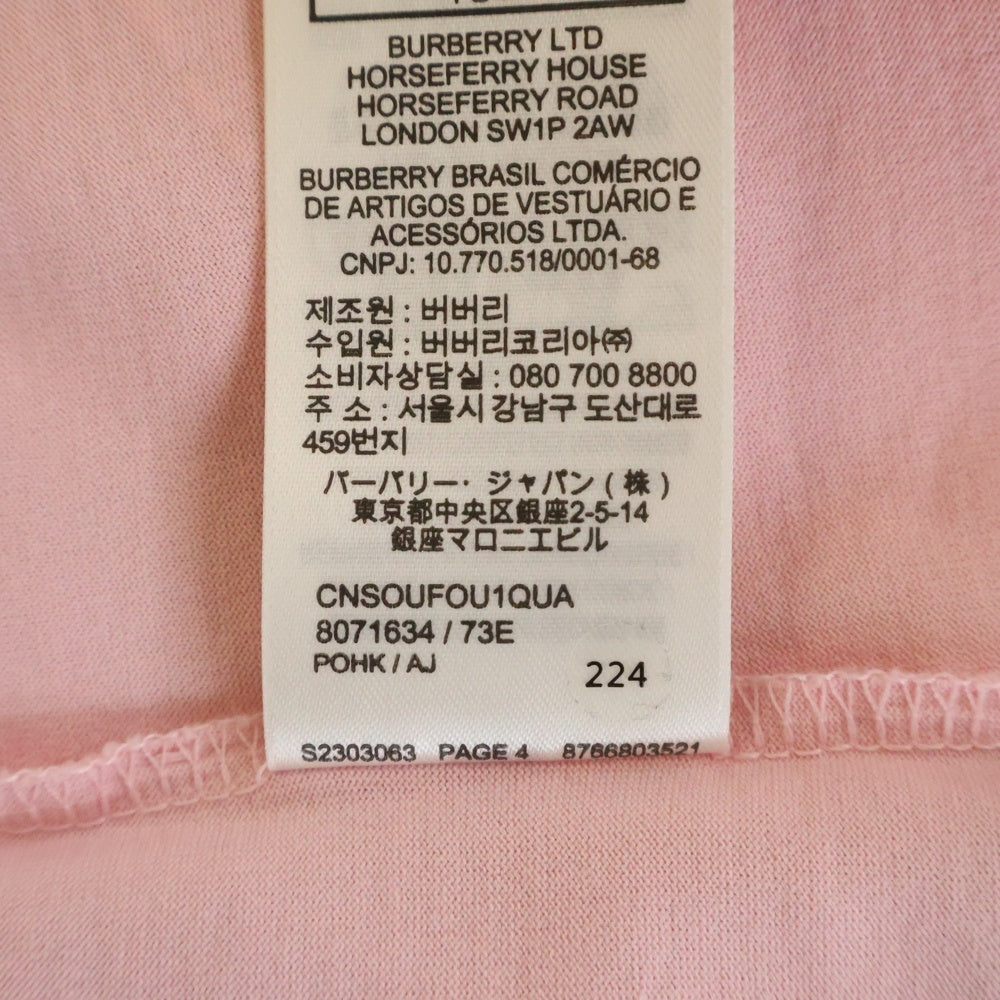 BURBERRY LTD
HORSEFERRY HOUSE
HORSEFERRY ROAD
LONDON SW1P 2AW
BURBERRY BRASIL COMÉRCIO
DE ARTIGOS DE VESTUÁRIO E
ACESSÓRIOS LTDA.
CNPJ: 10.770.518/0001-68
제조원 : 버버리
수입원 : 버버리코리아㈜
소비자상담실 : 080 700 8800
주 소 : 서울시 강남구 도산대로
459번지
バーバリー・ジャパン ( 株 )
東京都中央区銀座2-5-14
銀座マロニエビル
CNSOUFOU1QUA
8071634 / 73E
POHK / AJ
224
S2303063 PAGE 4 8766803521